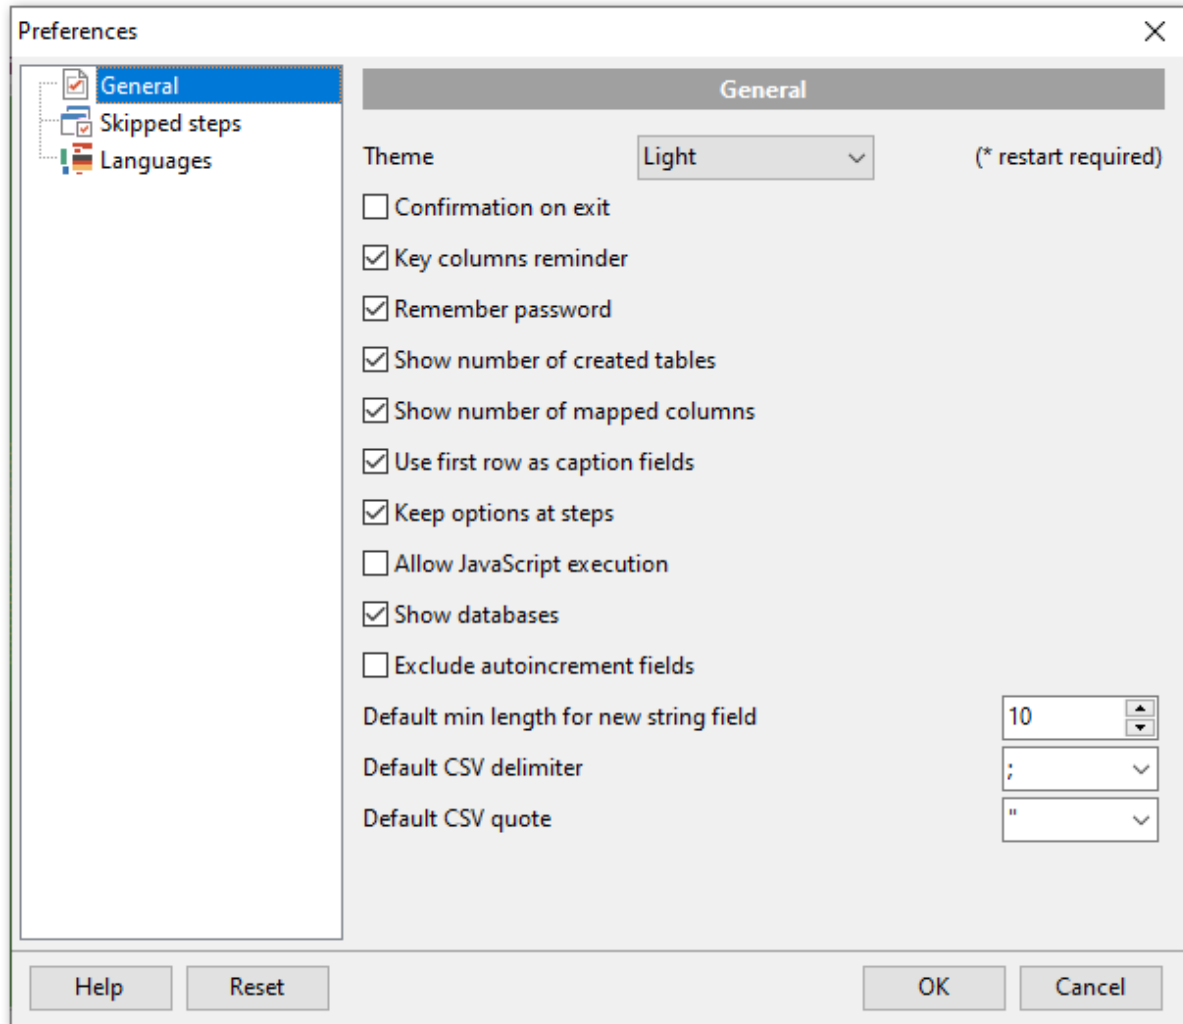 Preferences
General
Skipped steps
Languages
General
Theme Light (* restart required)
Confirmation on exit
Key columns reminder
Remember password
Show number of created tables
Show number of mapped columns
Use first row as caption fields
Keep options at steps
Allow JavaScript execution
Show databases
Exclude autoincrement fields
Default min length for new string field 10
Default CSV delimiter ;
Default CSV quote "
Help Reset OK Cancel